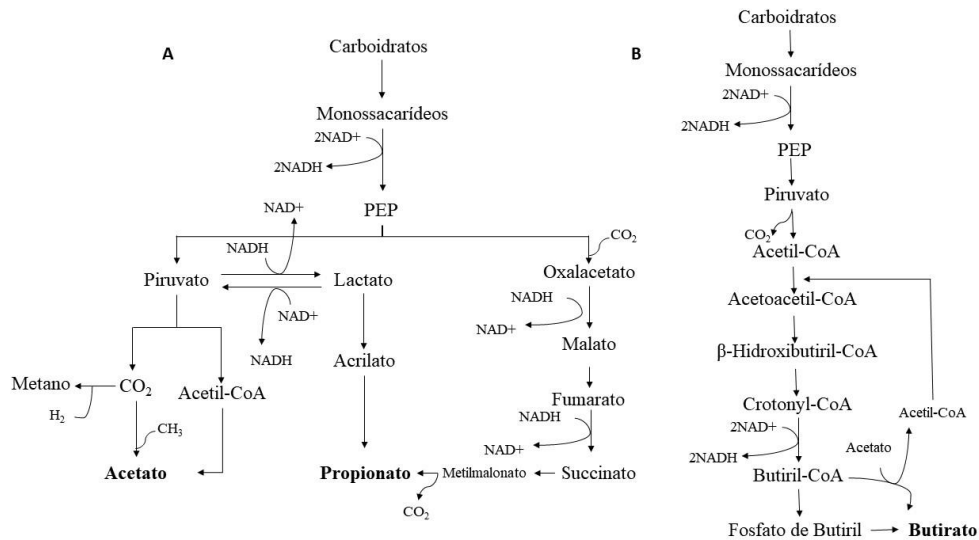 A
Carboidratos
Monossacarídeos
2NAD+
2NADH
PEP
NAD+
NADH
CO2
Piruvato
Lactato
Oxalacetato
NAD+
NADH
NADH
NAD+
Malato
Acrilato
Metano
CO2
Acetil-CoA
Fumarato
H2
CH3
NADH
NAD+
Acetato
Propionato
Metilmalonato
Succinato
CO2
B
Carboidratos
Monossacarídeos
2NAD+
2NADH
PEP
Piruvato
CO2
Acetil-CoA
Acetoacetil-CoA
β-Hidroxibutiril-CoA
Crotonyl-CoA
Acetil-CoA
2NAD+
2NADH
Acetato
Butiril-CoA
Fosfato de Butiril
Butirato